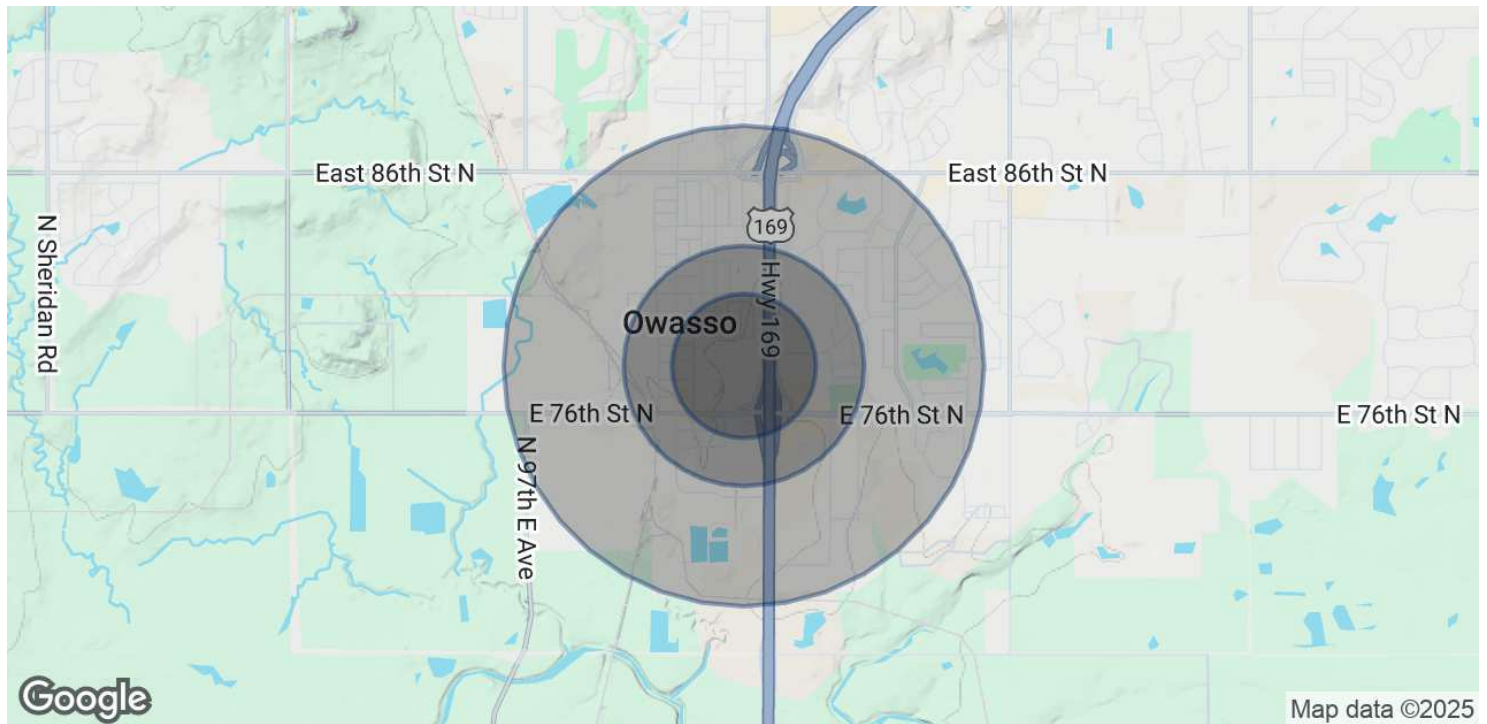 East 86th St N
East 86th St N
N Sheridan Rd
169
Hwy 169
Owasso
E 76th St N
E 76th St N
E 76th St N
N 97th E Ave
Google
Map data ©2025